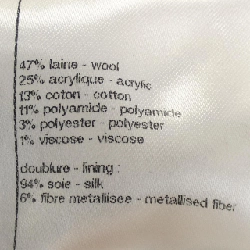 47% laine - wool
25% acrylique - acrylic
13% coton - cotton
11% polyamide - polyamide
3% polyester - polyester
1% viscose - viscose
doublure - lining :
94% soie - silk
6% fibre metallisee - metallised fiber